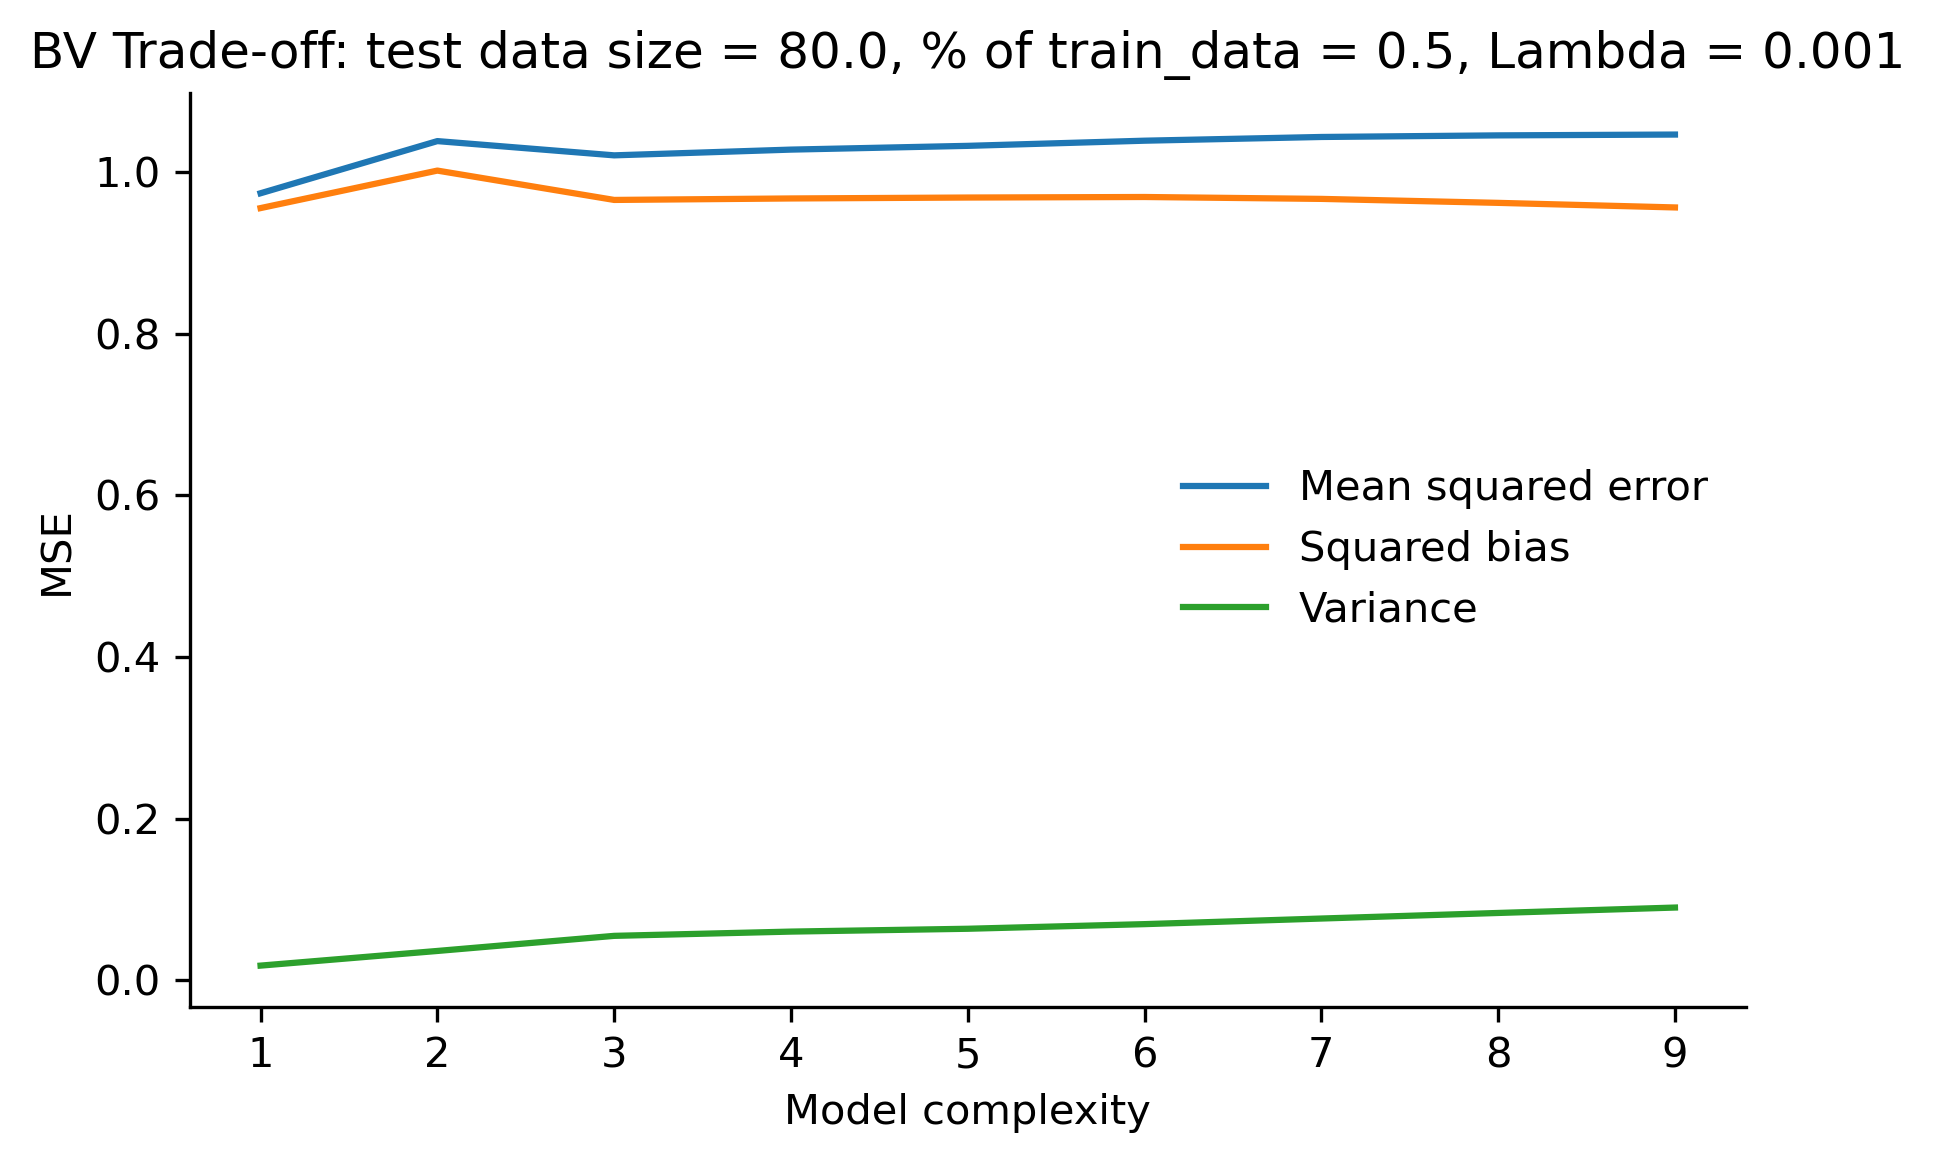 BV Trade-off: test data size = 80.0, % of train_data = 0.5, Lambda = 0.001
1.0
0.8
0.6
0.4
0.2
0.0
MSE
Mean squared error
Squared bias
Variance
1 2 3 4 5 6 7 8 9
Model complexity